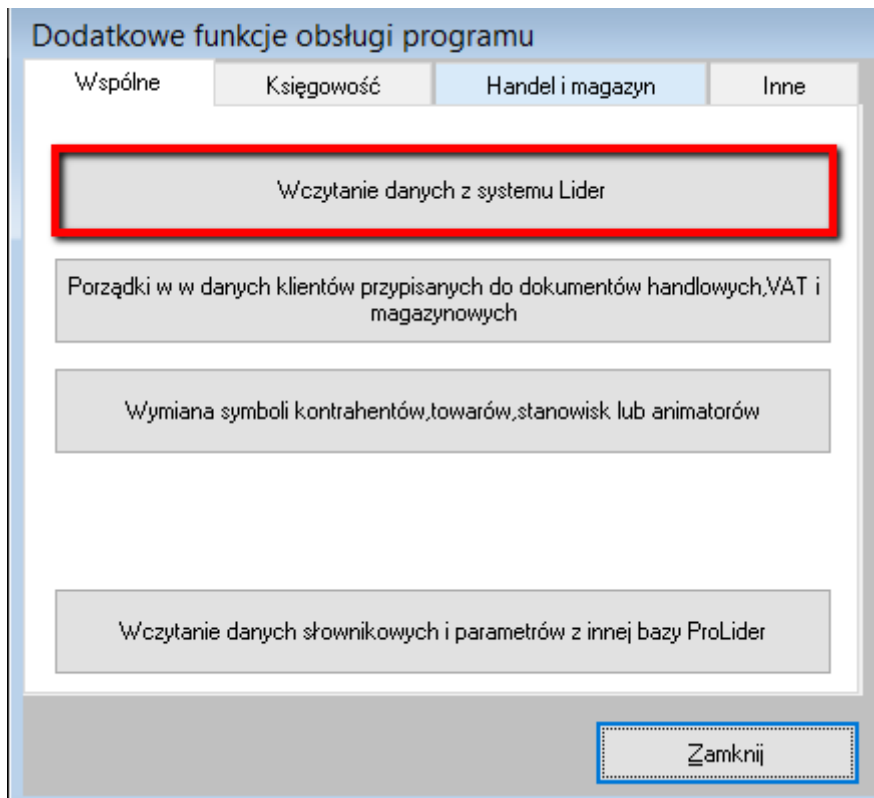 Dodatkowe funkcje obsługi programu
Wspólne Księgowość Handel i magazyn Inne
Wczytanie danych z systemu Lider
Porządki w w danych klientów przypisanych do dokumentów handlowych,VAT i
magazynowych
Wymiana symboli kontrahentów,towarów,stanowisk lub animatorów
Wczytanie danych słownikowych i parametrów z innej bazy ProLider
Zamknij